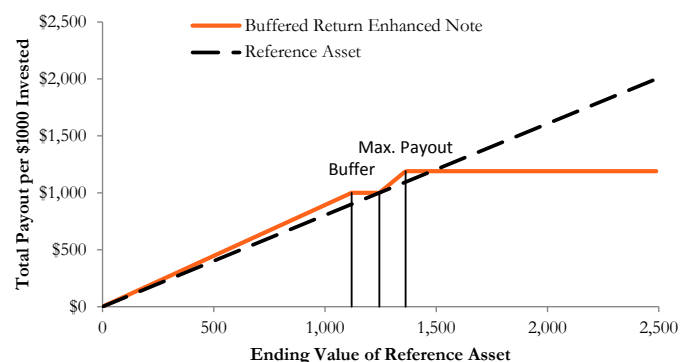 $2,500
Buffered Return Enhanced Note
Reference Asset
$2,000
$1,500
Max. Payout
Buffer
$1,000
$500
$0
Total Payout per $1000 Invested
0
500
1,000
1,500
2,000
2,500
Ending Value of Reference Asset